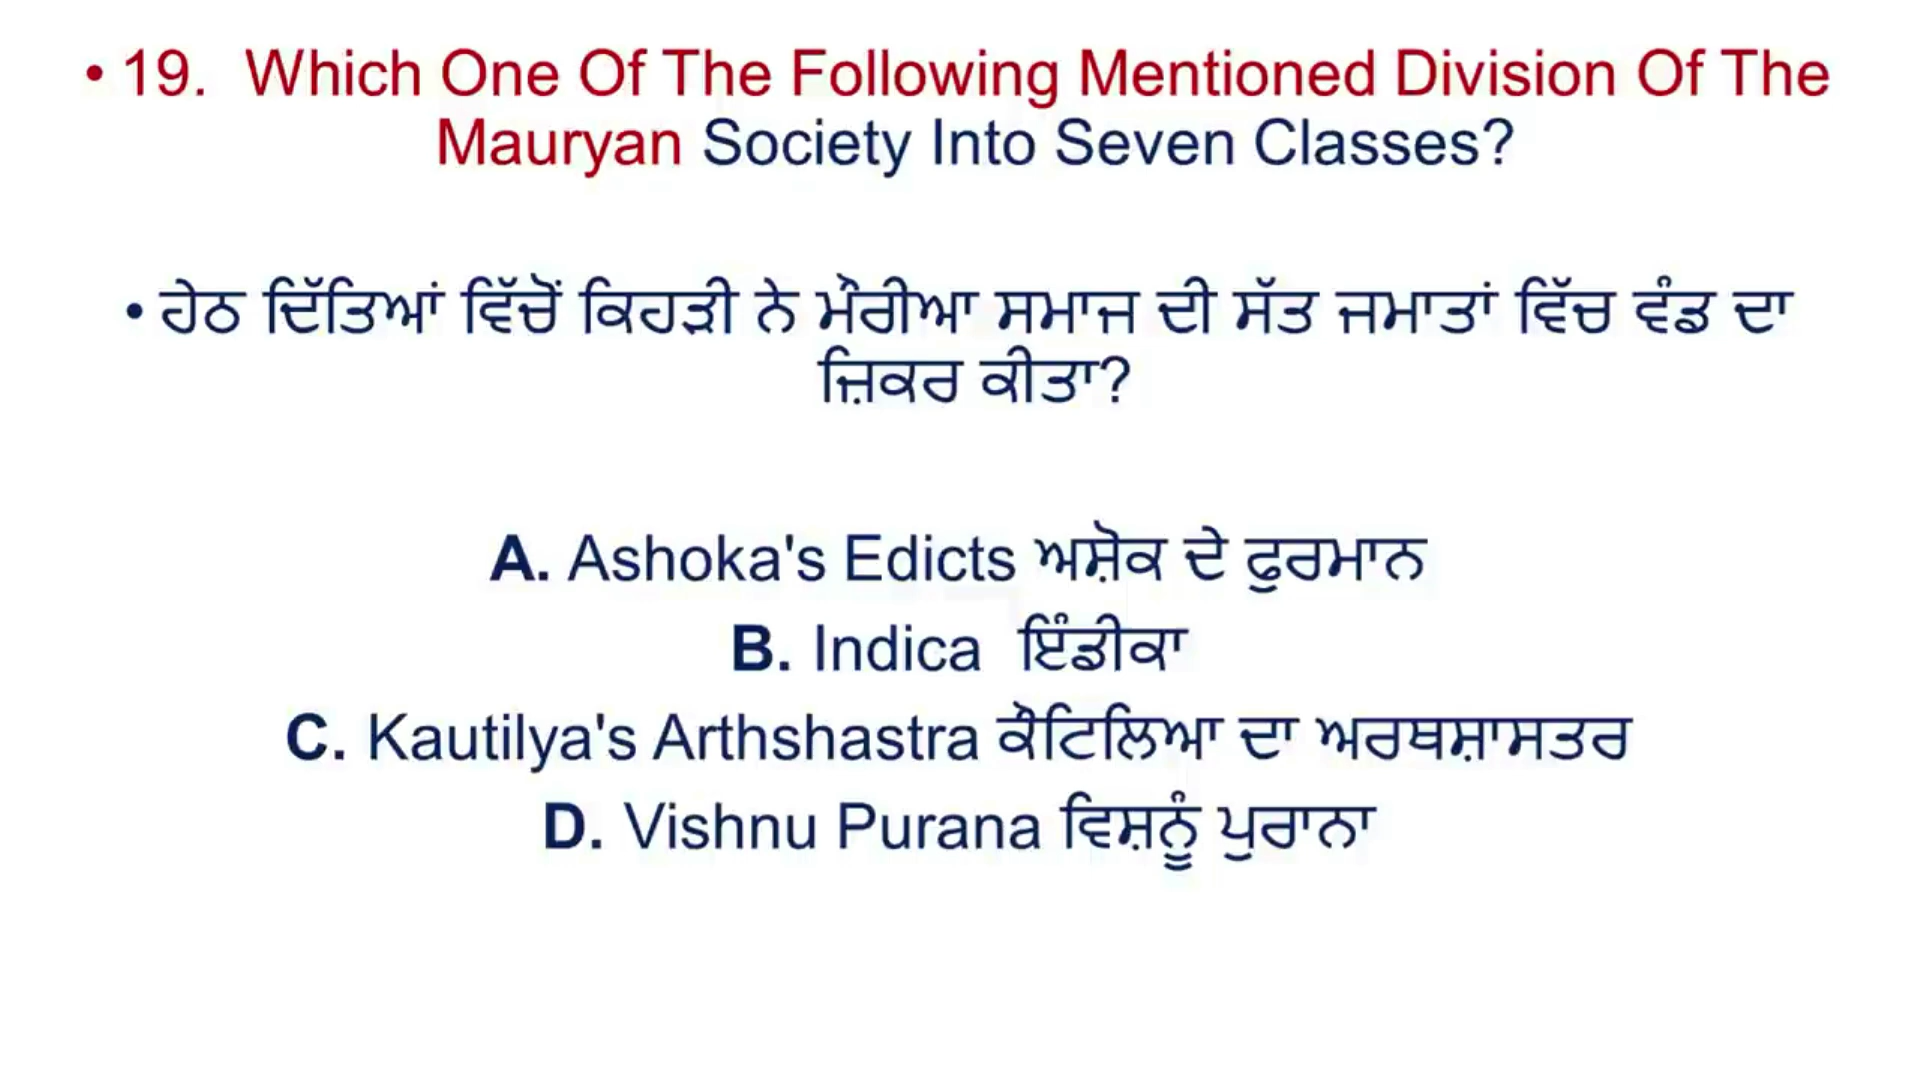 • 19. Which One Of The Following Mentioned Division Of The
Mauryan Society Into Seven Classes?
• ਹੇਠ ਦਿੱਤਿਆਂ ਵਿੱਚੋਂ ਕਿਹੜੀ ਨੇ ਮੌਰੀਆ ਸਮਾਜ ਦੀ ਸੱਤ ਜਮਾਤਾਂ ਵਿੱਚ ਵੰਡ ਦਾ
ਜ਼ਿਕਰ ਕੀਤਾ?
A. Ashoka's Edicts ਅਸ਼ੋਕ ਦੇ ਫੁਰਮਾਨ
B. Indica ਇੰਡੀਕਾ
C. Kautilya's Arthshastra ਕੌਟਿਲਿਆ ਦਾ ਅਰਥਸ਼ਾਸਤਰ
D. Vishnu Purana ਵਿਸ਼ਨੂੰ ਪੁਰਾਨਾ